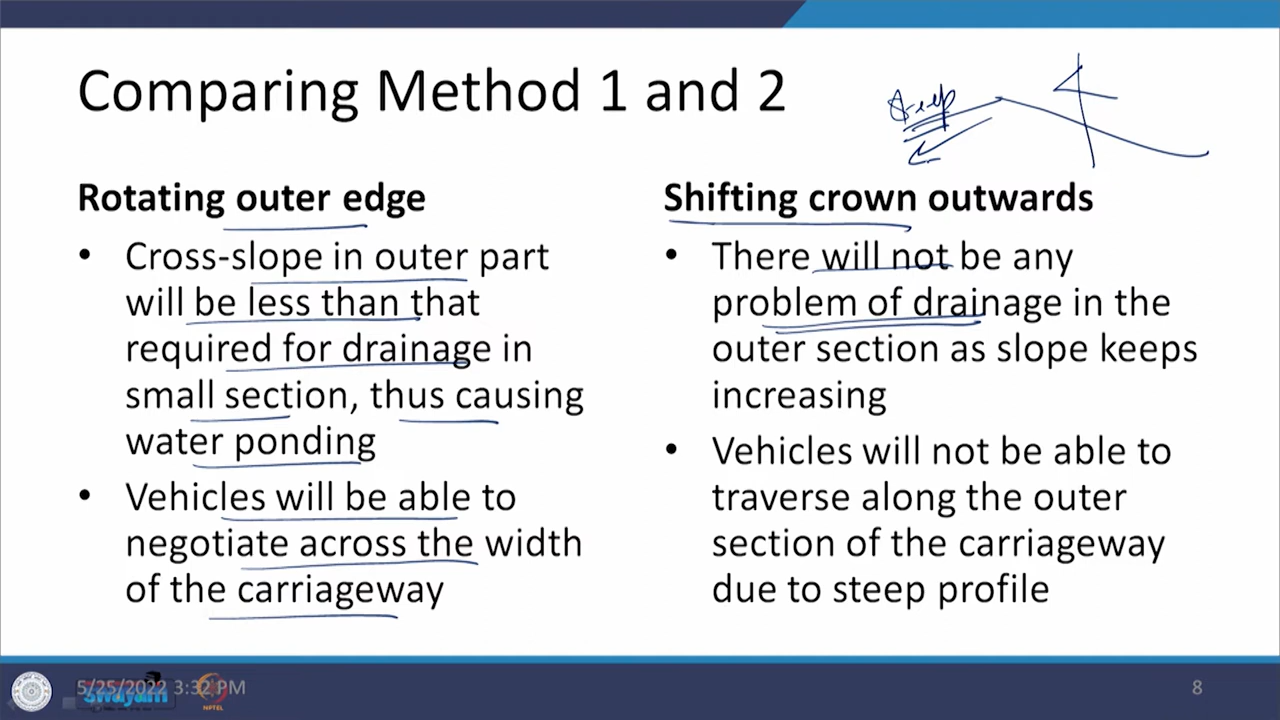 Comparing Method 1 and 2
Steep
Rotating outer edge
• Cross-slope in outer part
will be less than that
required for drainage in
small section, thus causing
water ponding
• Vehicles will be able to
negotiate across the width
of the carriageway
Shifting crown outwards
• There will not be any
problem of drainage in the
outer section as slope keeps
increasing
• Vehicles will not be able to
traverse along the outer
section of the carriageway
due to steep profile
5/25/2022 3:32 PM
swayam
NPTEL
8